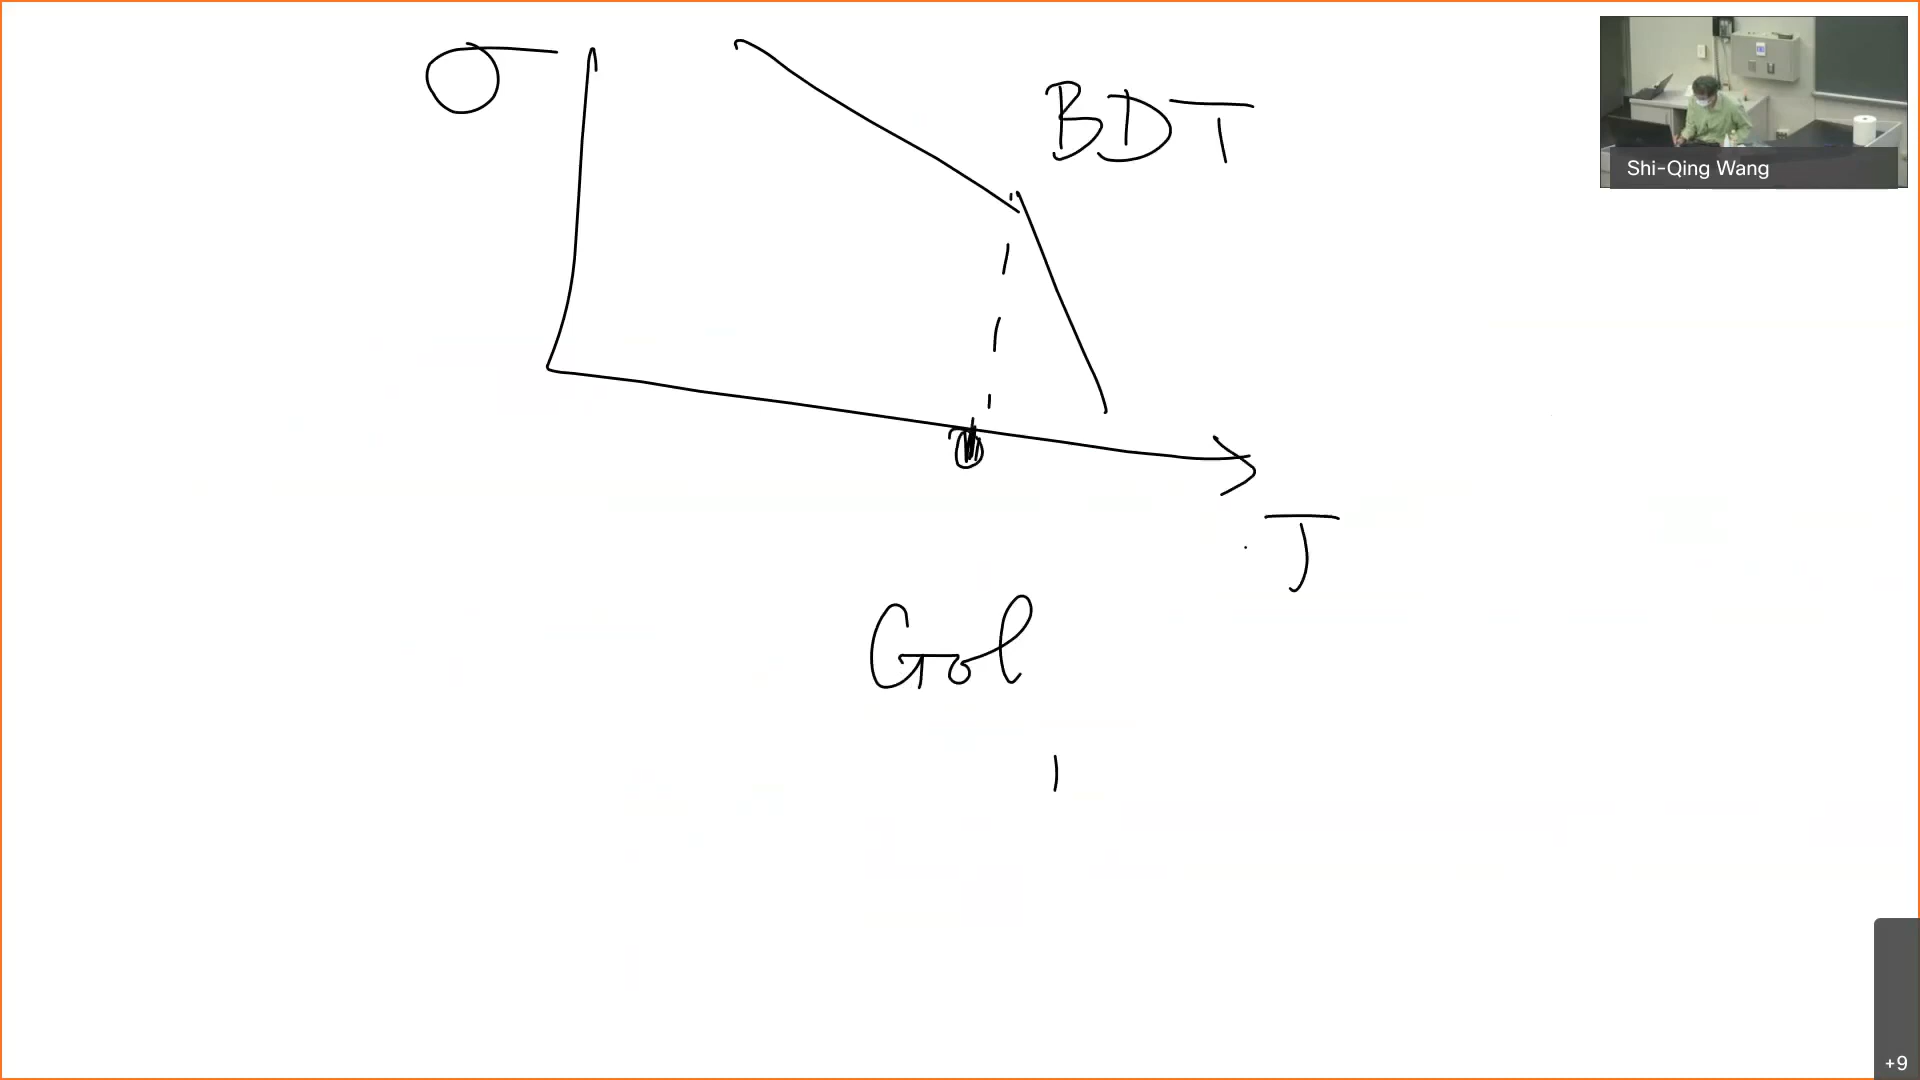 σ
BDT
Shi-Qing Wang
T
Gol
+9